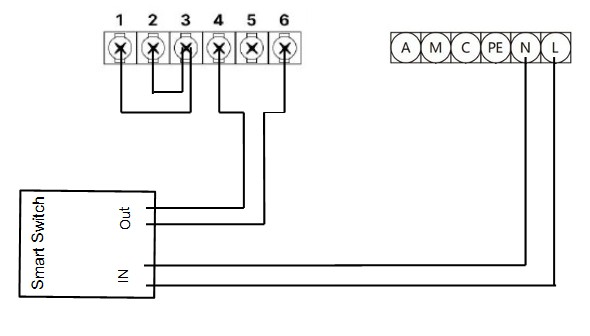 1 2 3 4 5 6
A M C PE N L
Smart Switch
Out
IN